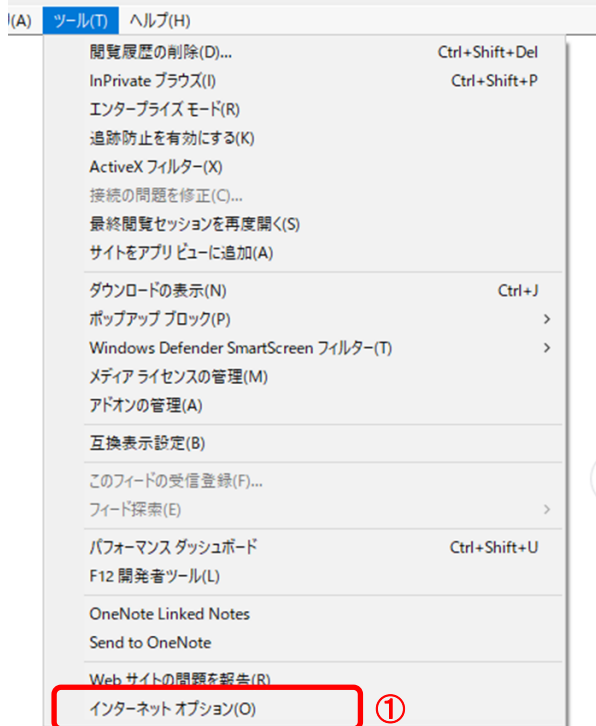 (A) ツール(T) ヘルプ(H)
閲覧履歴の削除(D)... Ctrl+Shift+Del
InPrivate ブラウズ(I) Ctrl+Shift+P
エンタープライズ モード(R)
追跡防止を有効にする(K)
ActiveX フィルター(X)
接続の問題を修正(C)...
最終閲覧セッションを再度開く(S)
サイトをアプリ ビューに追加(A)
ダウンロードの表示(N) Ctrl+J
ポップアップ ブロック(P)
Windows Defender SmartScreen フィルター(T)
メディア ライセンスの管理(M)
アドオンの管理(A)
互換表示設定(B)
このフィードの受信登録(F)...
フィード探索(E)
パフォーマンス ダッシュボード Ctrl+Shift+U
F12 開発者ツール(L)
OneNote Linked Notes
Send to OneNote
Web サイトの問題を報告(R)
インターネット オプション(O) ①